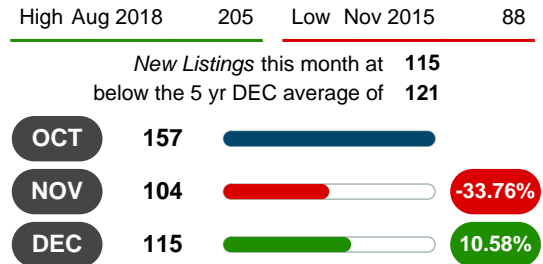 High Aug 2018 205 Low Nov 2015 88
New Listings this month at 115
below the 5 yr DEC average of 121
OCT 157
NOV 104 -33.76%
DEC 115 10.58%